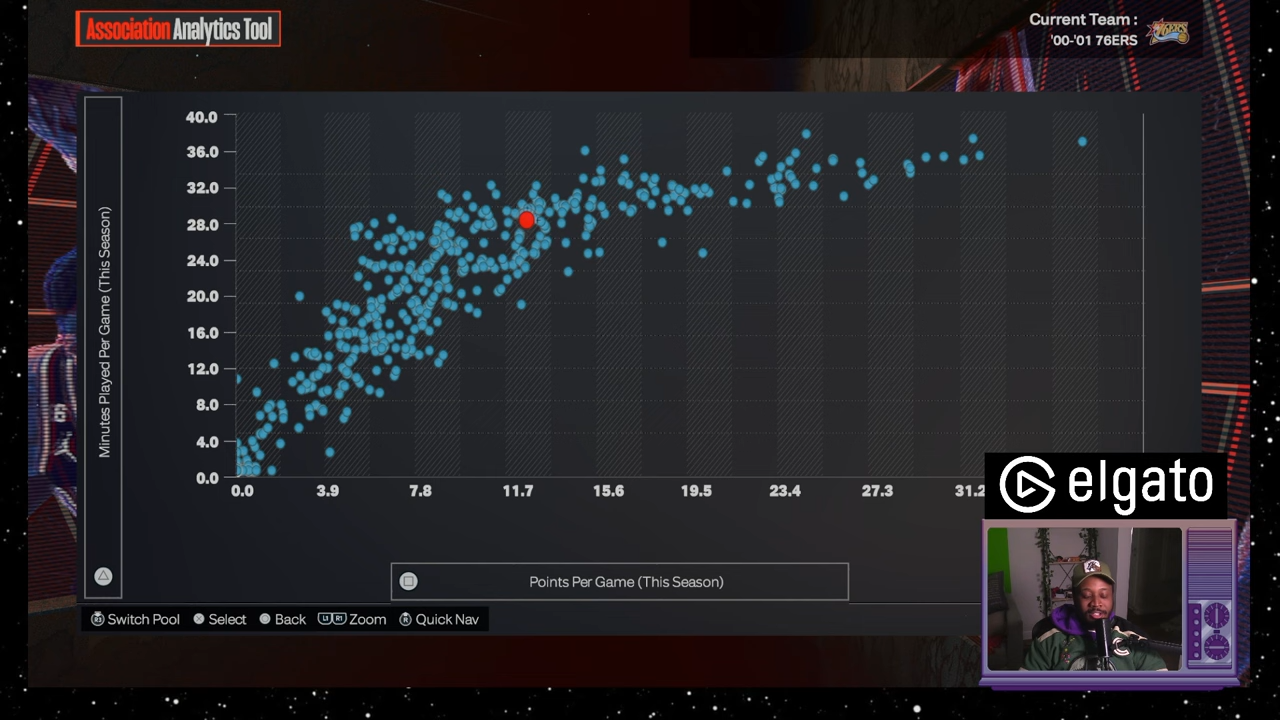 Association Analytics Tool
Current Team :
'00-'01 76ERS
Minutes Played Per Game (This Season)
40.0
36.0
32.0
28.0
24.0
20.0
16.0
12.0
8.0
4.0
0.0
0.0 3.9 7.8 11.7 15.6 19.5 23.4 27.3 31.2
elgato
Points Per Game (This Season)
Switch Pool Select Back L1 R1 Zoom Quick Nav